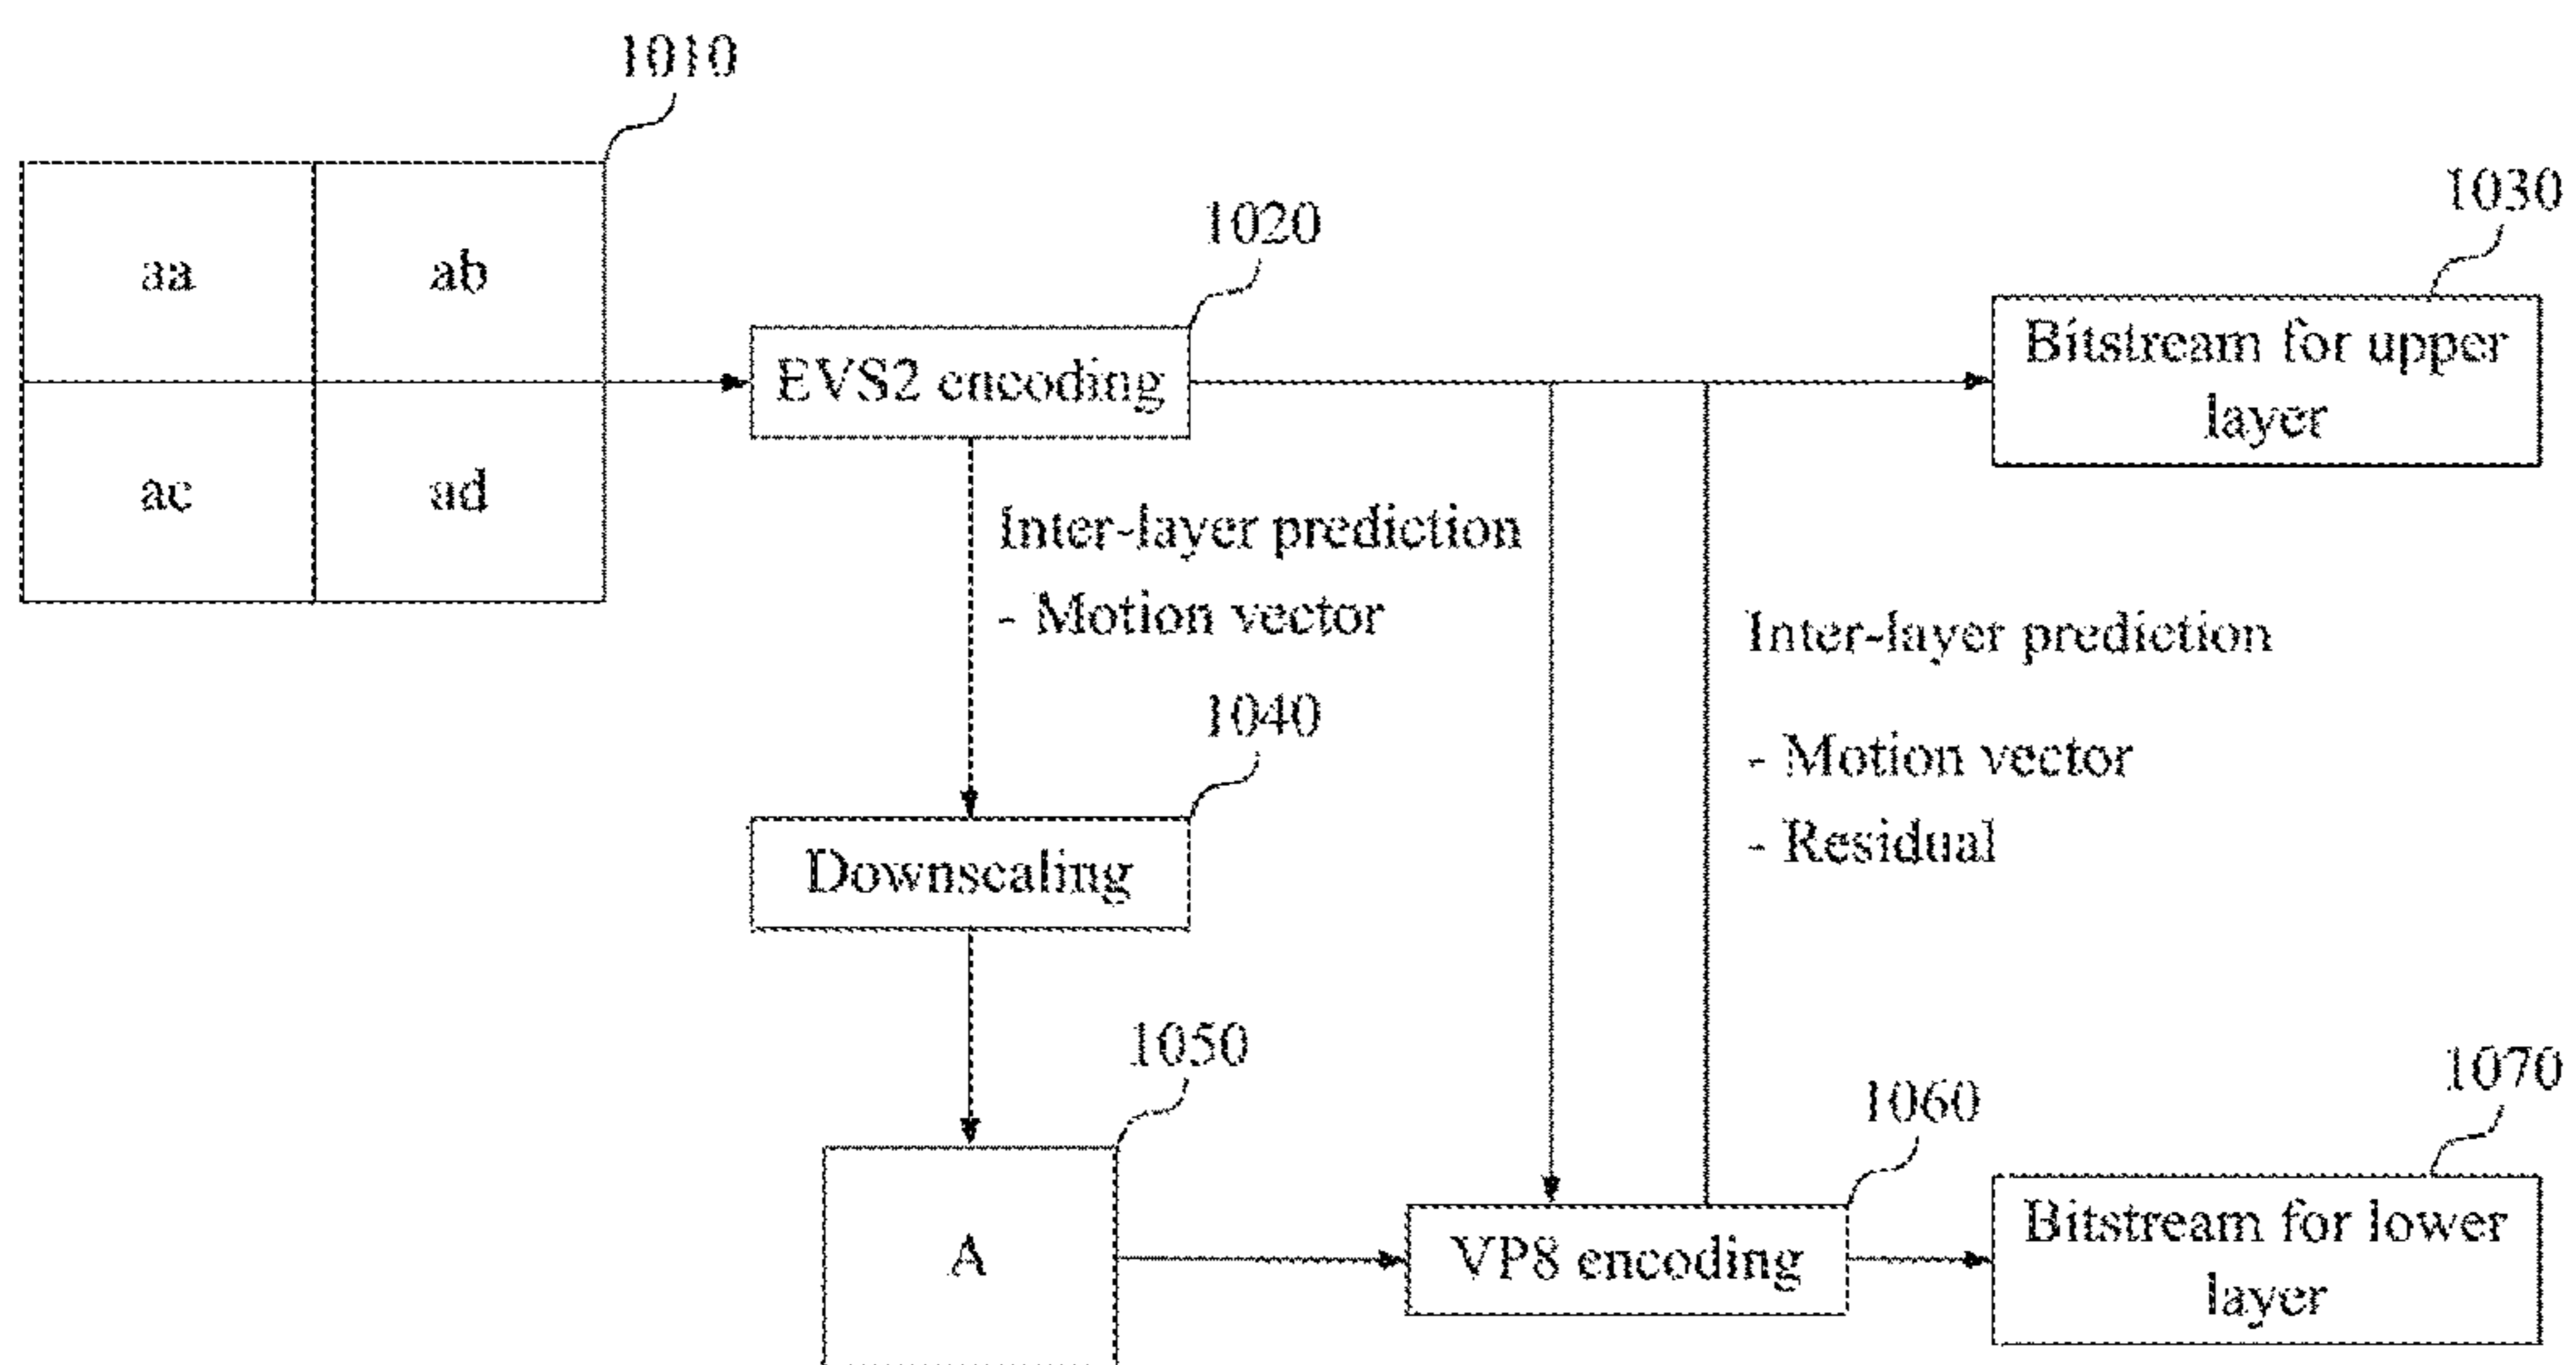 1010
1030
1020
aa
ab
EVS2 encoding
Bitstream for upper
layer
ac
ad
Inter-layer prediction
- Motion vector
Inter-layer prediction
- Motion vector
- Residual
1040
Downscaling
1050
1060
1070
A
VP8 encoding
Bitstream for lower
layer